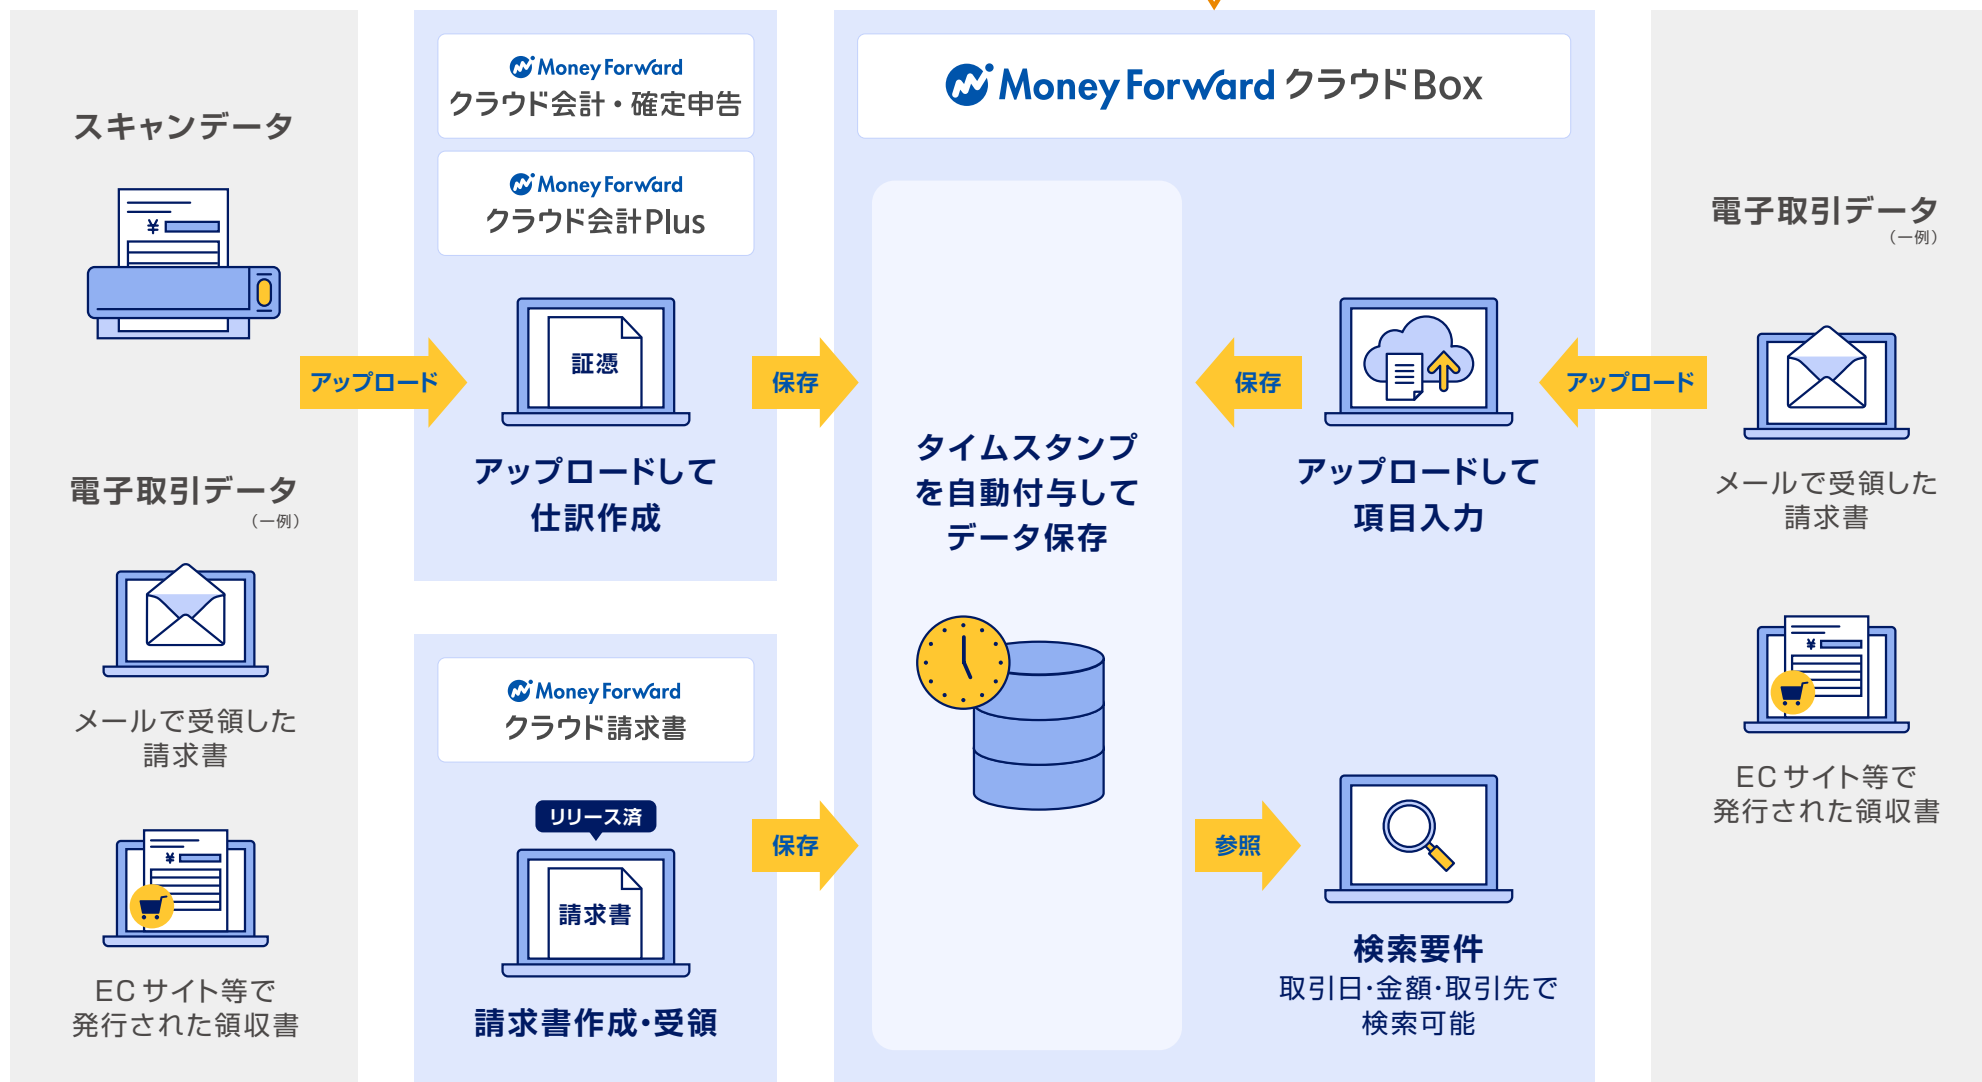 スキャンデータ
¥
アップロード
電子取引データ
（一例）
メールで受領した
請求書
¥
ECサイト等で
発行された領収書
Money Forward
クラウド会計・確定申告
Money Forward
クラウド会計Plus
証憑
アップロードして
仕訳作成
保存
Money Forward
クラウド請求書
リリース済
請求書
請求書作成・受領
保存
Money Forward クラウドBox
タイムスタンプ
を自動付与して
データ保存
保存
アップロードして
項目入力
参照
検索要件
取引日・金額・取引先で
検索可能
アップロード
電子取引データ
（一例）
メールで受領した
請求書
¥
ECサイト等で
発行された領収書